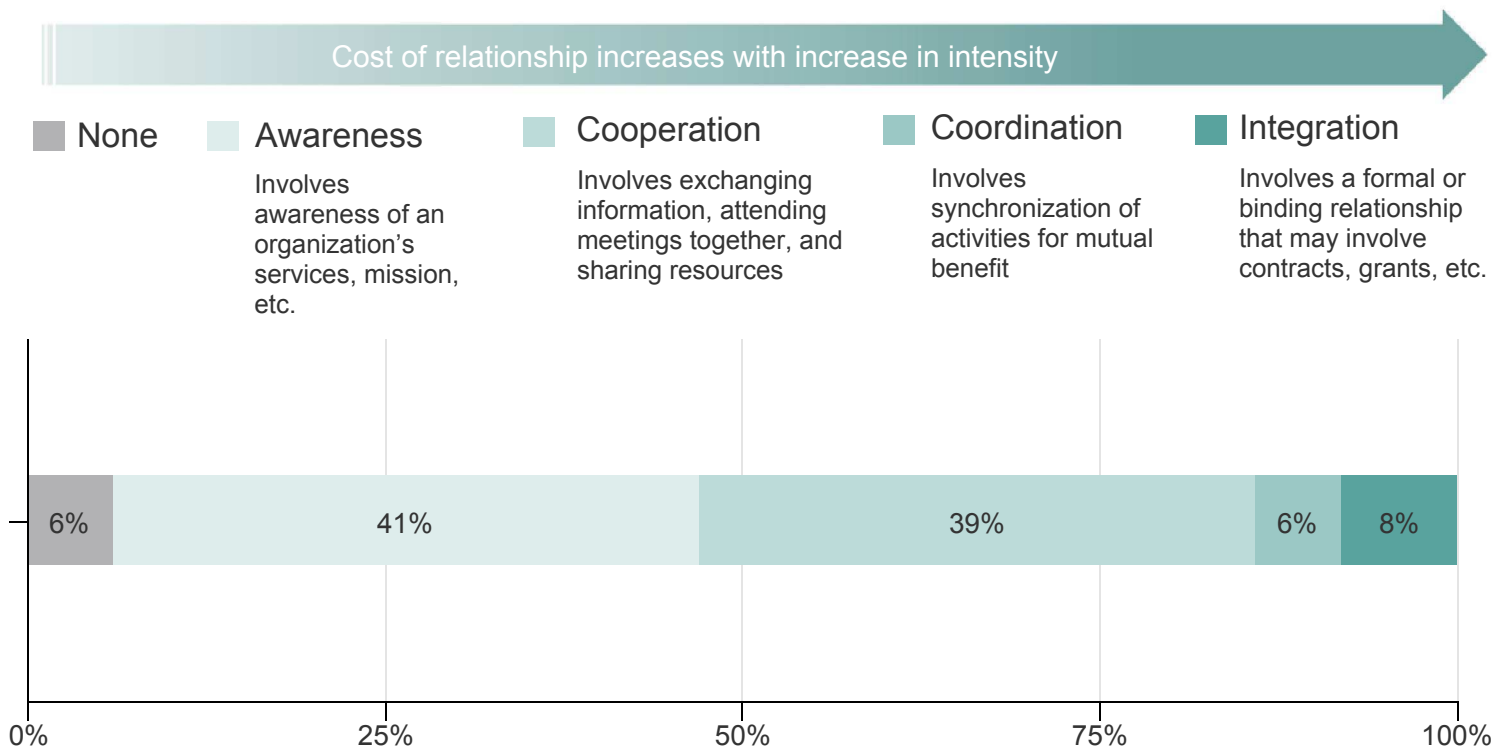 Cost of relationship increases with increase in intensity
None
Awareness
Involves
awareness of an
organization's
services, mission,
etc.
Cooperation
Involves exchanging
information, attending
meetings together, and
sharing resources
Coordination
Involves
synchronization of
activities for mutual
benefit
Integration
Involves a formal or
binding relationship
that may involve
contracts, grants, etc.
6% 41% 39% 6% 8%
0% 25% 50% 75% 100%